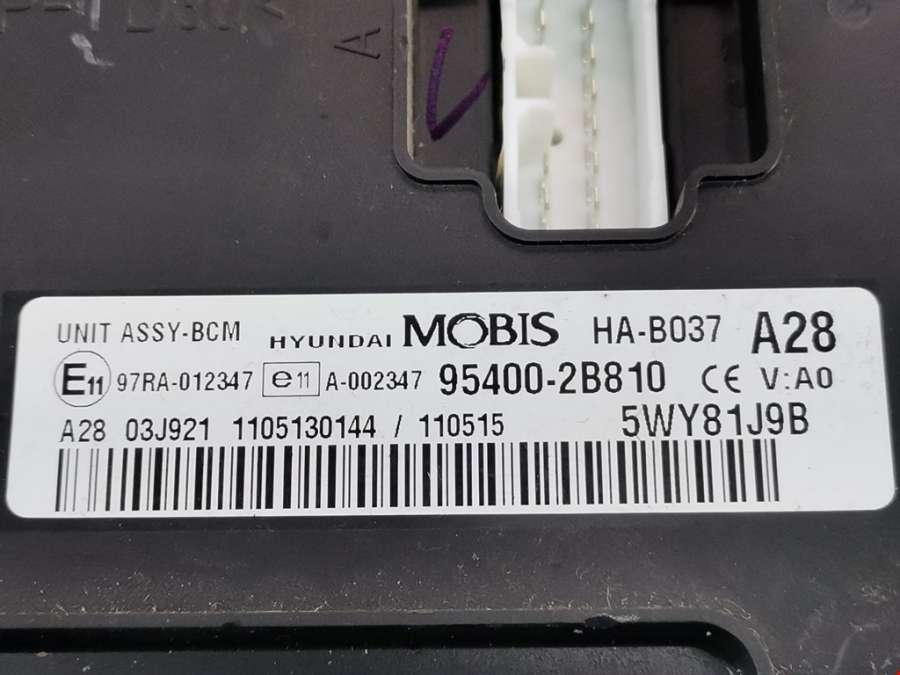 A
UNIT ASSY-BCM HYUNDAI MOBIS HA-B037 A28
E11 97RA-012347 e11 A-002347 95400-2B810 CE V:A0
A28 03J921 1105130144 / 110515 5WY81J9B